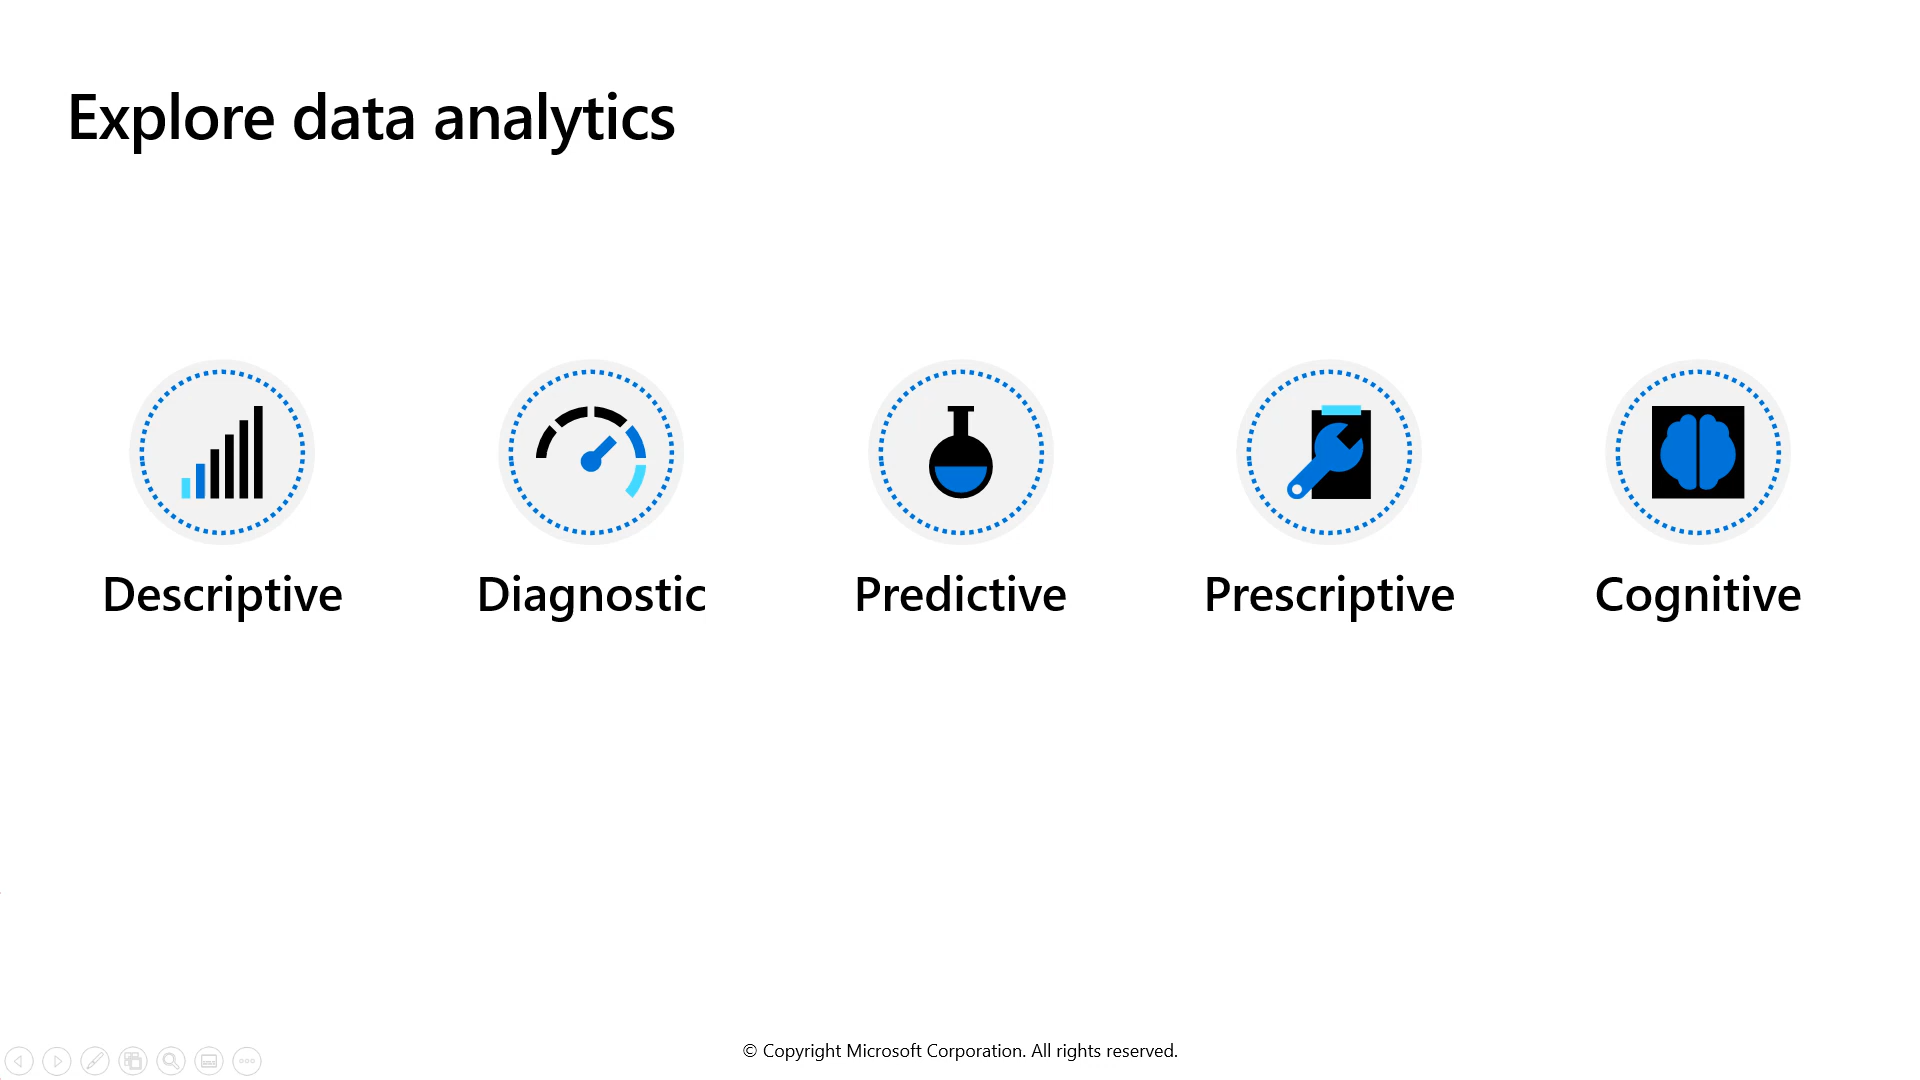 Explore data analytics
Descriptive
Diagnostic
Predictive
Prescriptive
Cognitive
© Copyright Microsoft Corporation. All rights reserved.